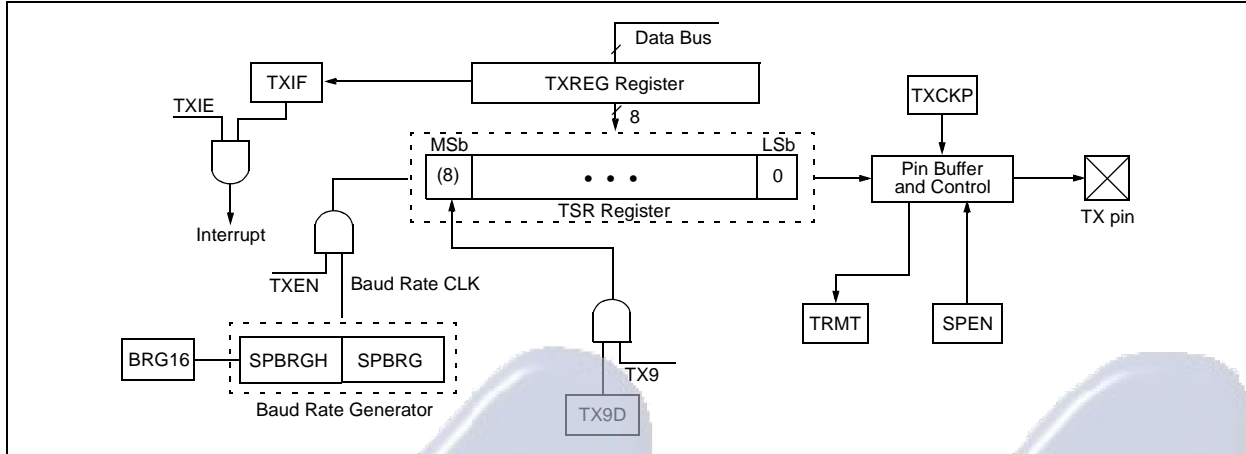 Data Bus
TXREG Register
TXIF
TXIE
8
TXCKP
MSb
LSb
(8)
• • •
0
Pin Buffer
and Control
TSR Register
TX pin
Interrupt
TXEN
Baud Rate CLK
TRMT
SPEN
BRG16
SPBRGH
SPBRG
TX9
Baud Rate Generator
TX9D